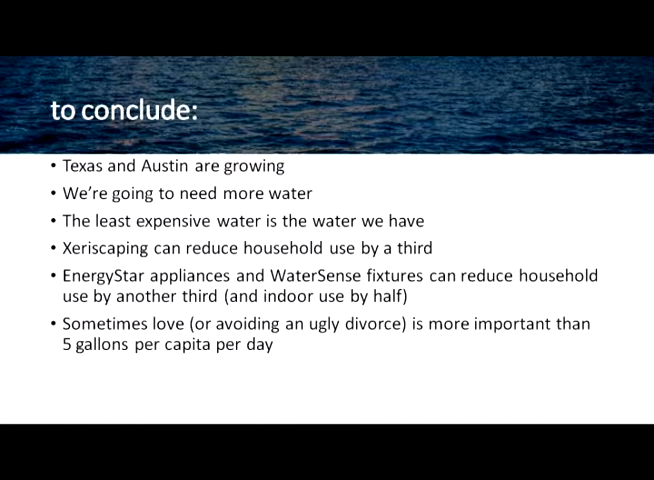 to conclude:
• Texas and Austin are growing
• We're going to need more water
• The least expensive water is the water we have
• Xeriscaping can reduce household use by a third
• EnergyStar appliances and WaterSense fixtures can reduce household
use by another third (and indoor use by half)
• Sometimes love (or avoiding an ugly divorce) is more important than
5 gallons per capita per day